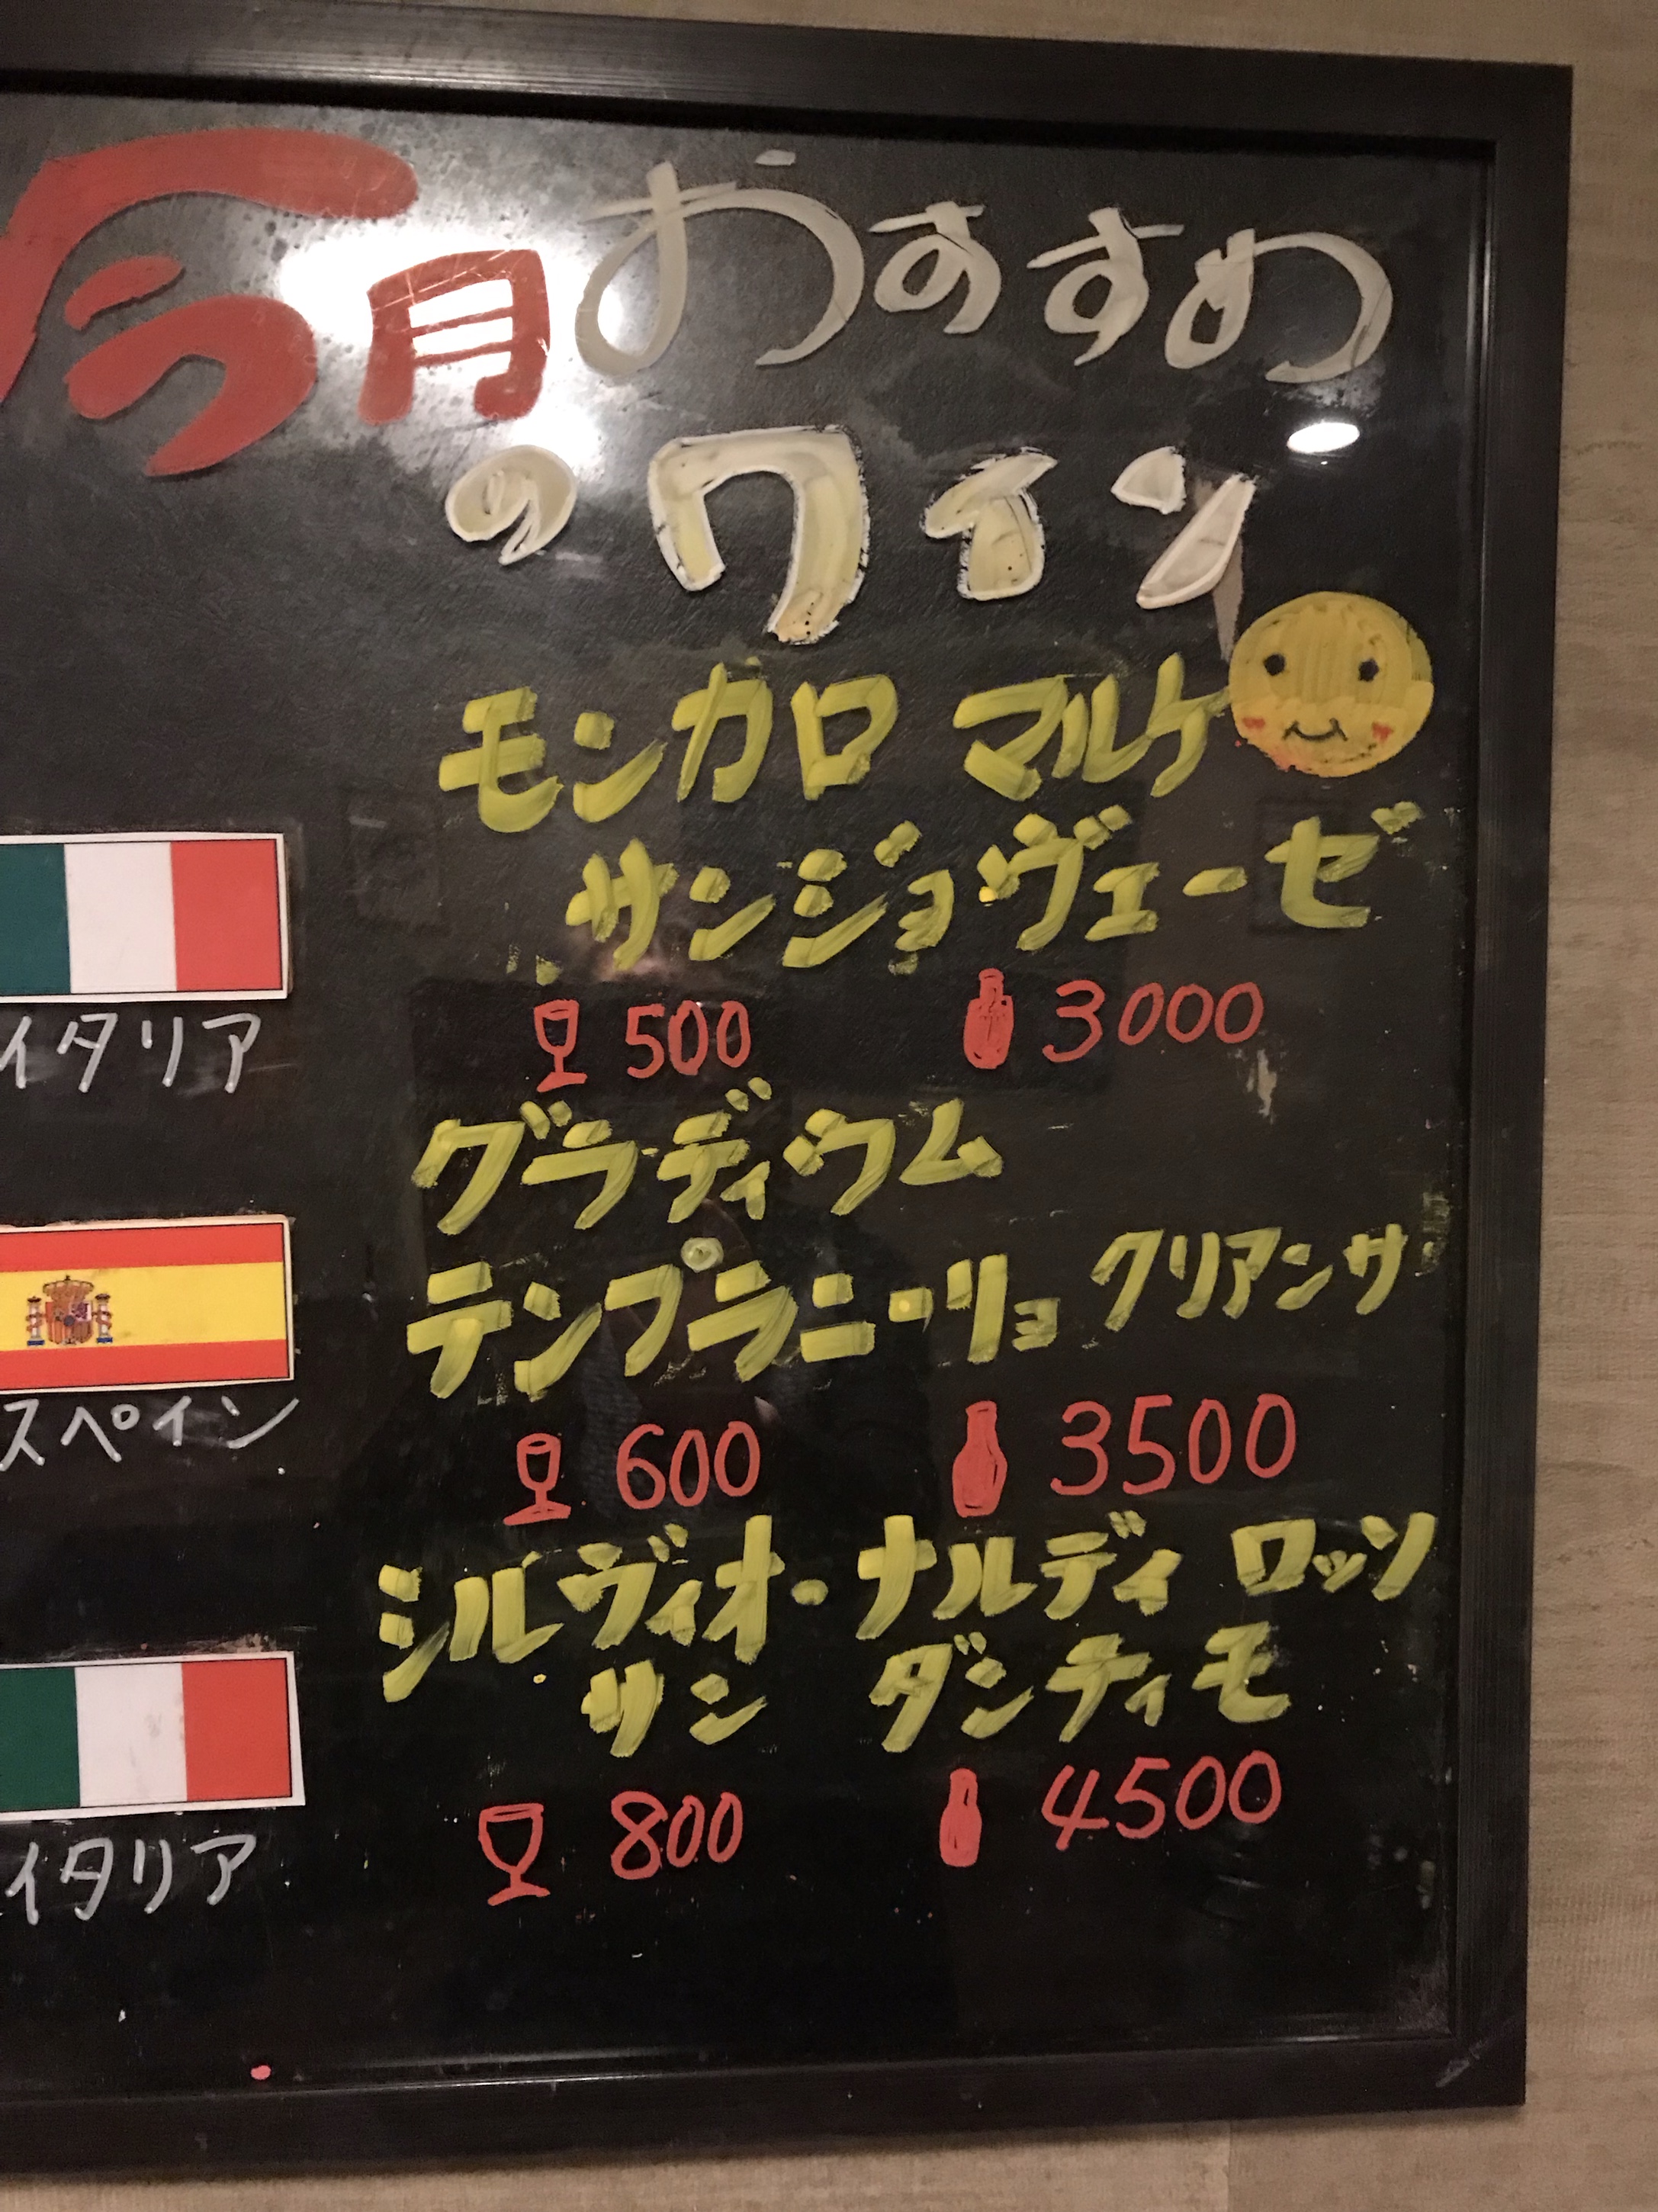 今月おすすめ
のワイン
モンカロ マルケ
サンジョヴェーゼ
イタリア
500 3000
グラディウム
テンプラニーリョ クリアンサ
スペイン
600 3500
シルヴィオ・ナルディ ロッソ
サン ダンティモ
イタリア
800 4500